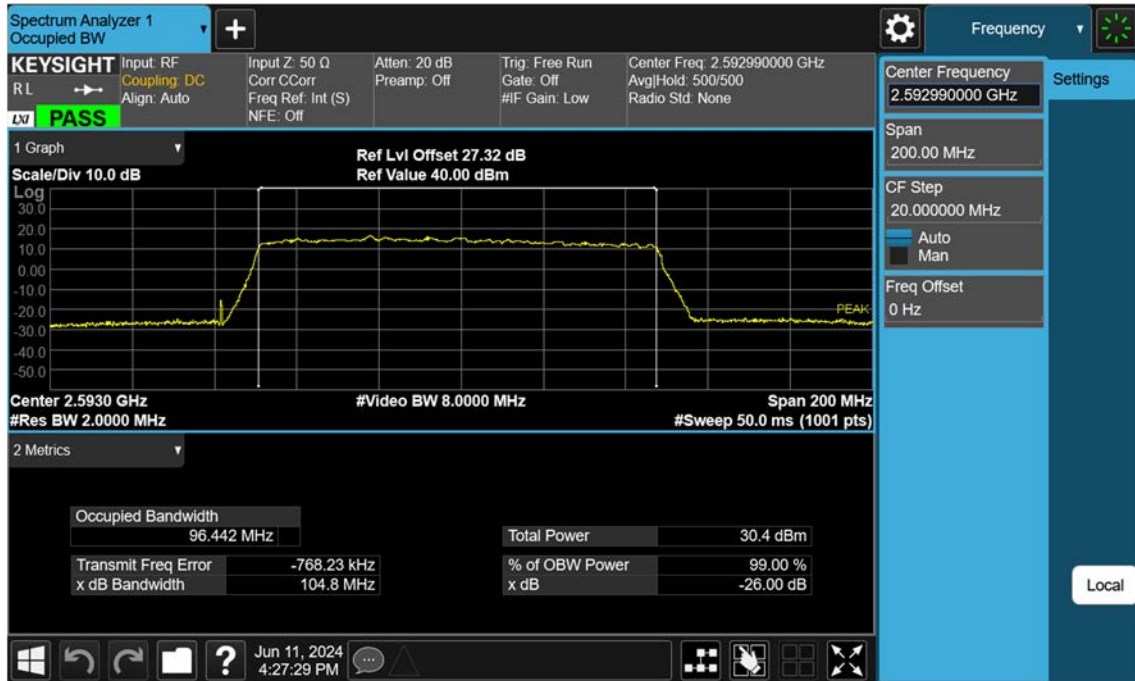 Spectrum Analyzer 1
Occupied BW
+
Frequency
KEYSIGHT
R L
LXI PASS
Input: RF
Coupling: DC
Align: Auto
Input Z: 50 Ω
Corr CCorr
Freq Ref: Int (S)
NFE: Off
Atten: 20 dB
Preamp: Off
Trig: Free Run
Gate: Off
#IF Gain: Low
Center Freq: 2.592990000 GHz
Avg|Hold: 500/500
Radio Std: None
Center Frequency
2.592990000 GHz
Settings
Span
200.00 MHz
CF Step
20.000000 MHz
Auto
Man
Freq Offset
0 Hz
Local
1 Graph
Scale/Div 10.0 dB
Ref Lvl Offset 27.32 dB
Ref Value 40.00 dBm
Log
30.0
20.0
10.0
0.00
-10.0
-20.0
-30.0
-40.0
-50.0
PEAK
Center 2.5930 GHz
#Video BW 8.0000 MHz
Span 200 MHz
#Res BW 2.0000 MHz
#Sweep 50.0 ms (1001 pts)
2 Metrics
Occupied Bandwidth
96.442 MHz
Total Power 30.4 dBm
Transmit Freq Error -768.23 kHz
% of OBW Power 99.00 %
x dB Bandwidth 104.8 MHz
x dB -26.00 dB
?
Jun 11, 2024
4:27:29 PM